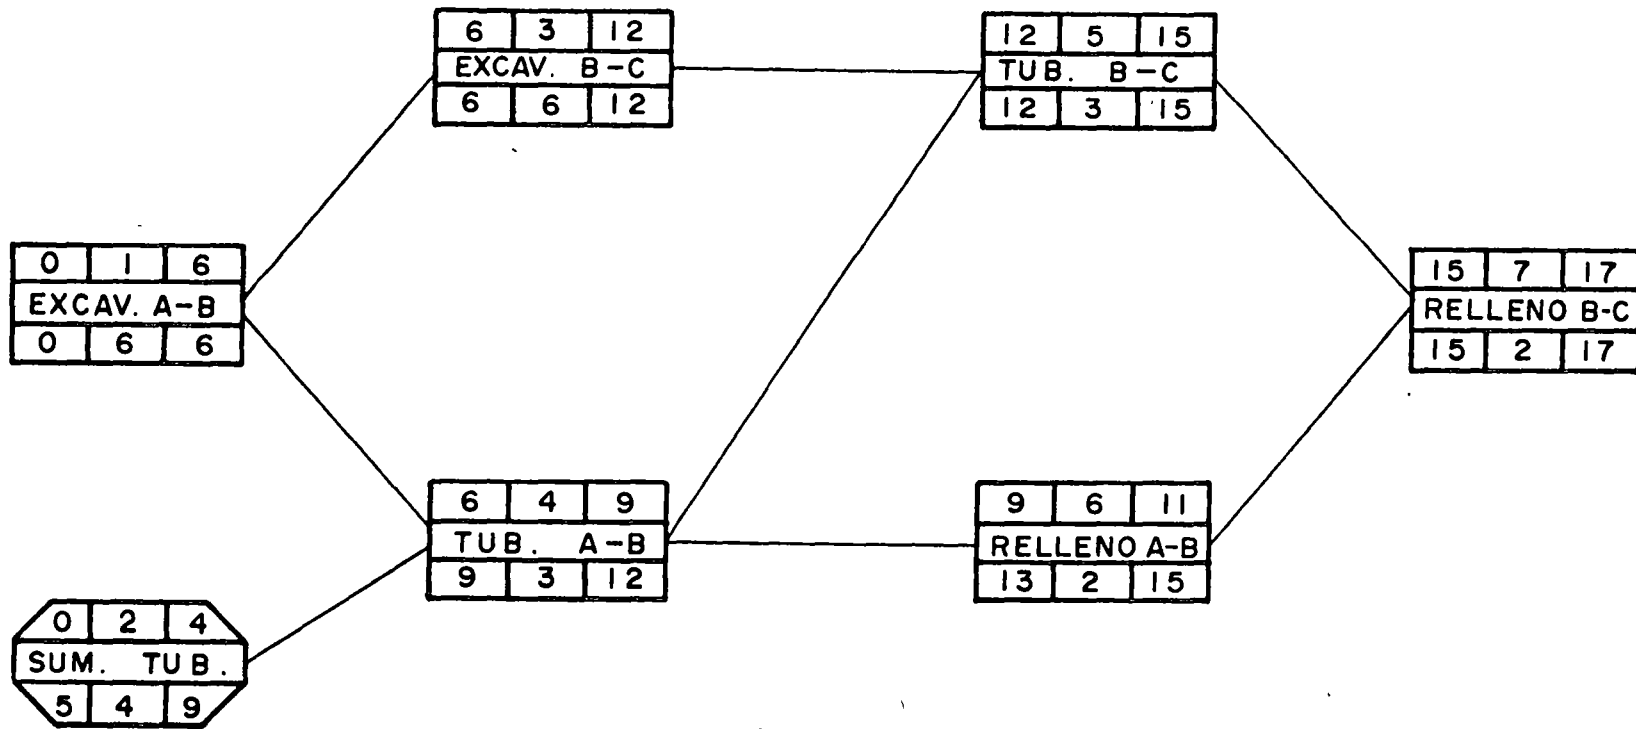 6 3 12
EXCAV. B-C
6 6 12
12 5 15
TUB. B-C
12 3 15
0 1 6
EXCAV. A-B
0 6 6
15 7 17
RELLENO B-C
15 2 17
6 4 9
TUB. A-B
9 3 12
9 6 11
RELLENO A-B
13 2 15
0 2 4
SUM. TUB.
5 4 9